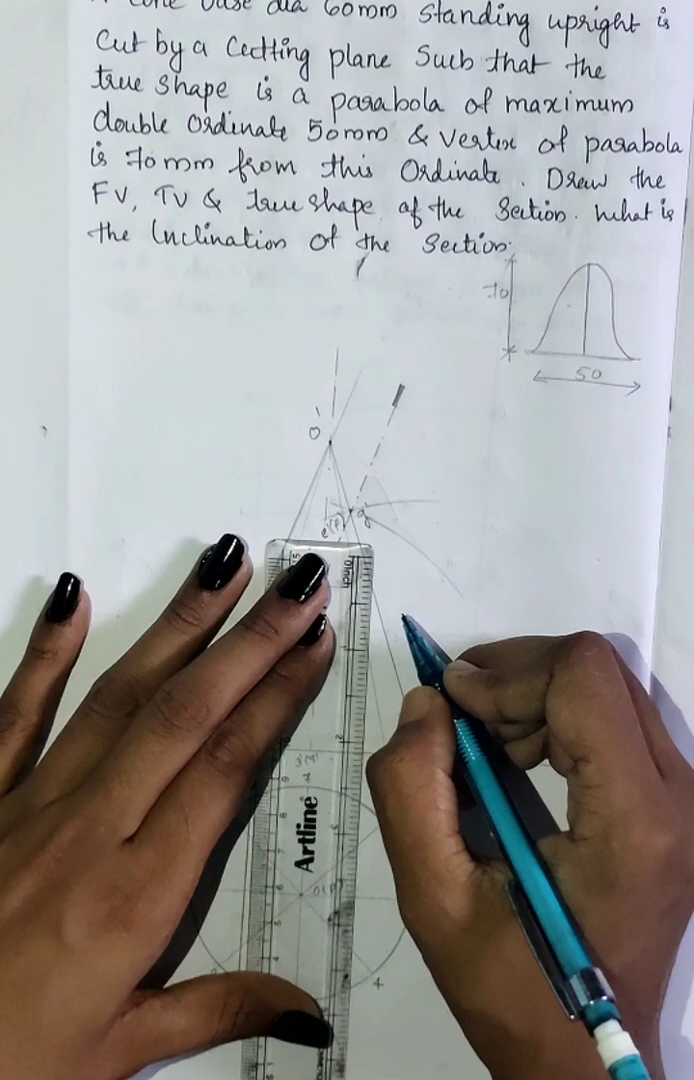 A cone base dia 60mm standing upright is
Cut by a Cutting plane Such that the
true shape is a parabola of maximum
double Ordinate 50mm & Vertex of parabola
is 70mm from this Ordinate. Draw the
FV, TV & true shape of the Section. What is
the Inclination of the Section.
70
50
o'
Artline
4